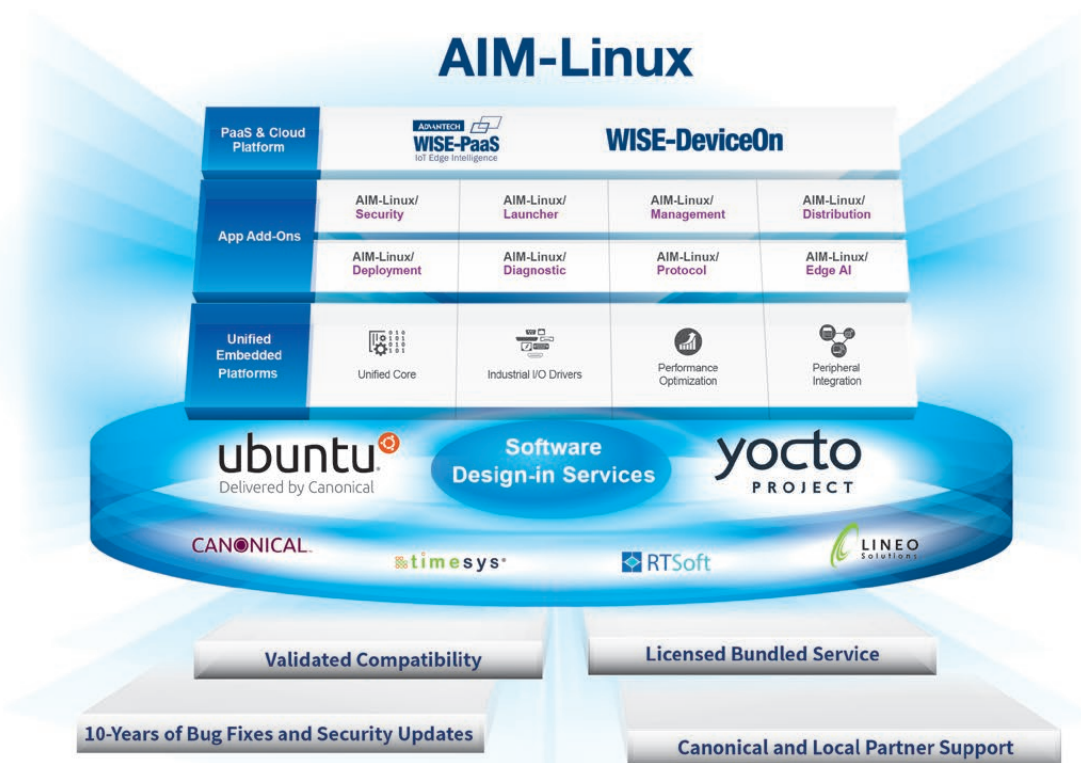 AIM-Linux
PaaS & Cloud
Platform
ADVANTECH
WISE-PaaS
IoT Edge Intelligence
WISE-DeviceOn
App Add-Ons
AIM-Linux/
Security
AIM-Linux/
Launcher
AIM-Linux/
Management
AIM-Linux/
Distribution
AIM-Linux/
Deployment
AIM-Linux/
Diagnostic
AIM-Linux/
Protocol
AIM-Linux/
Edge AI
Unified
Embedded
Platforms
010
101
010
101
Unified Core
Industrial I/O Drivers
Performance
Optimization
Peripheral
Integration
ubuntu
Delivered by Canonical
Software
Design-in Services
yocto
PROJECT
CANONICAL
timesys
RTSoft
LINEO
Solutions
Validated Compatibility
Licensed Bundled Service
10-Years of Bug Fixes and Security Updates
Canonical and Local Partner Support